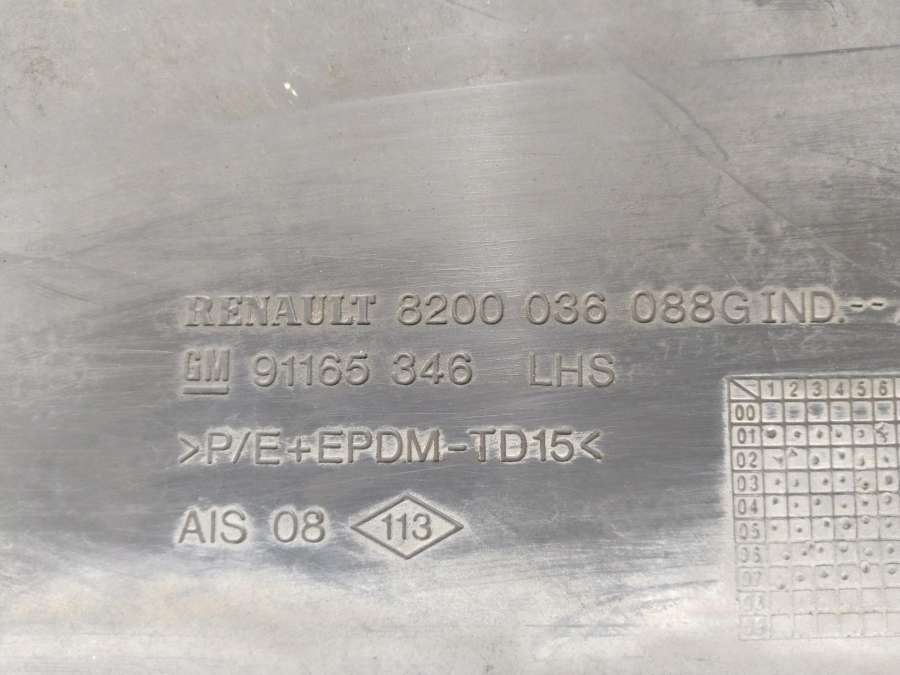 RENAULT 8200 036 088G IND.--
GM 91165 346 LHS
>P/E+EPDM-TD15<
AIS 08 113
1 2 3 4 5 6
00
01
02
03
04
05
06
07